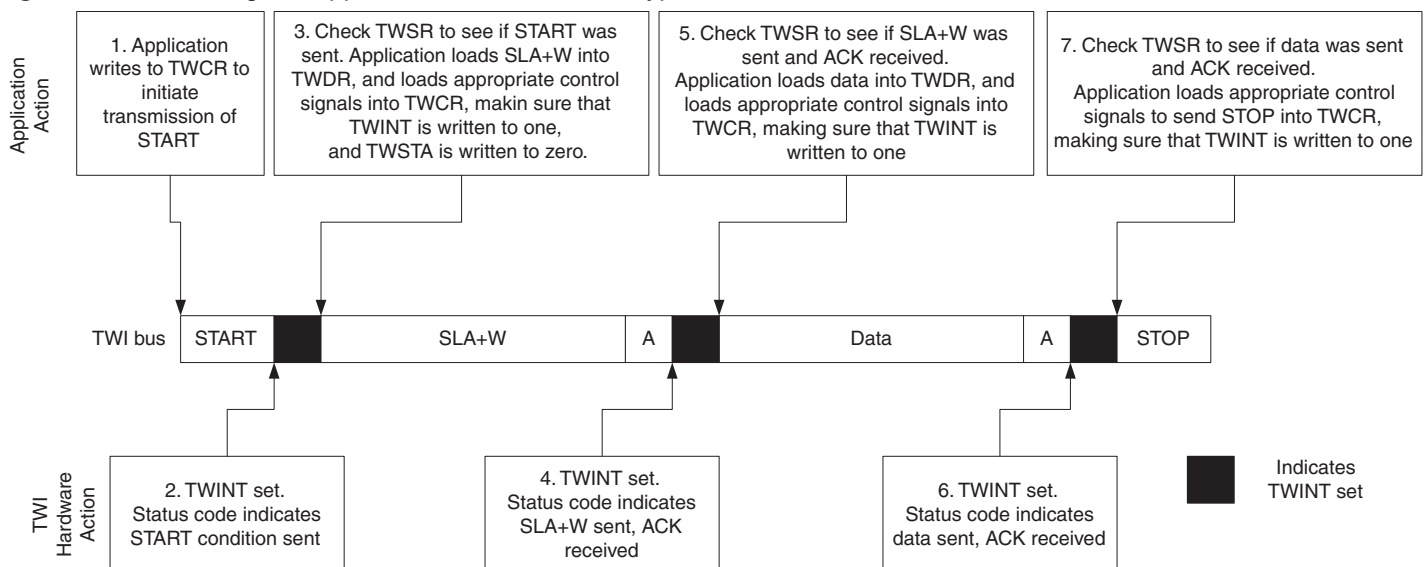 Application
Action
1. Application
writes to TWCR to
initiate
transmission of
START
3. Check TWSR to see if START was
sent. Application loads SLA+W into
TWDR, and loads appropriate control
signals into TWCR, makin sure that
TWINT is written to one,
and TWSTA is written to zero.
5. Check TWSR to see if SLA+W was
sent and ACK received.
Application loads data into TWDR, and
loads appropriate control signals into
TWCR, making sure that TWINT is
written to one
7. Check TWSR to see if data was sent
and ACK received.
Application loads appropriate control
signals to send STOP into TWCR,
making sure that TWINT is written to one
TWI bus
START
SLA+W
A
Data
A
STOP
TWI
Hardware
Action
2. TWINT set.
Status code indicates
START condition sent
4. TWINT set.
Status code indicates
SLA+W sent, ACK
received
6. TWINT set.
Status code indicates
data sent, ACK received
Indicates
TWINT set